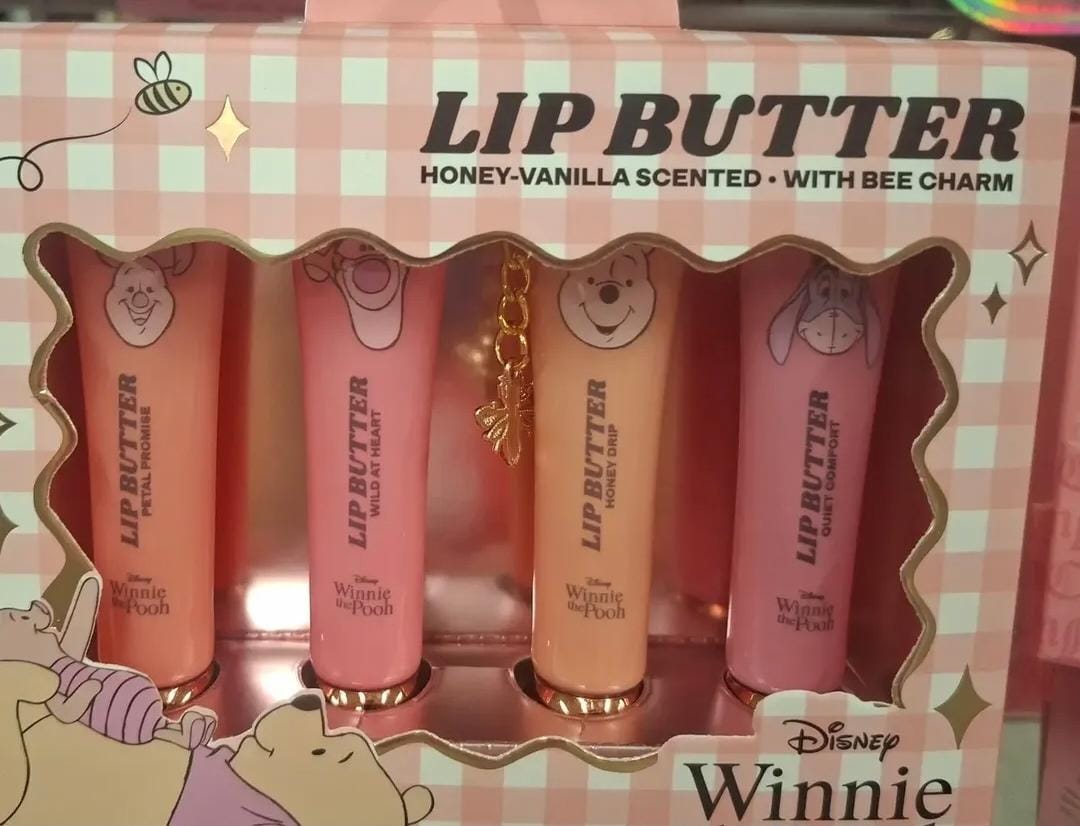 LIP BUTTER
HONEY-VANILLA SCENTED • WITH BEE CHARM
LIP BUTTER
PETAL PROMISE
Disney
Winnie
the Pooh
LIP BUTTER
WILD AT HEART
Disney
Winnie
the Pooh
LIP BUTTER
HONEY DRIP
Disney
Winnie
the Pooh
LIP BUTTER
QUIET COMFORT
Disney
Winnie
the Pooh
Disney
Winnie